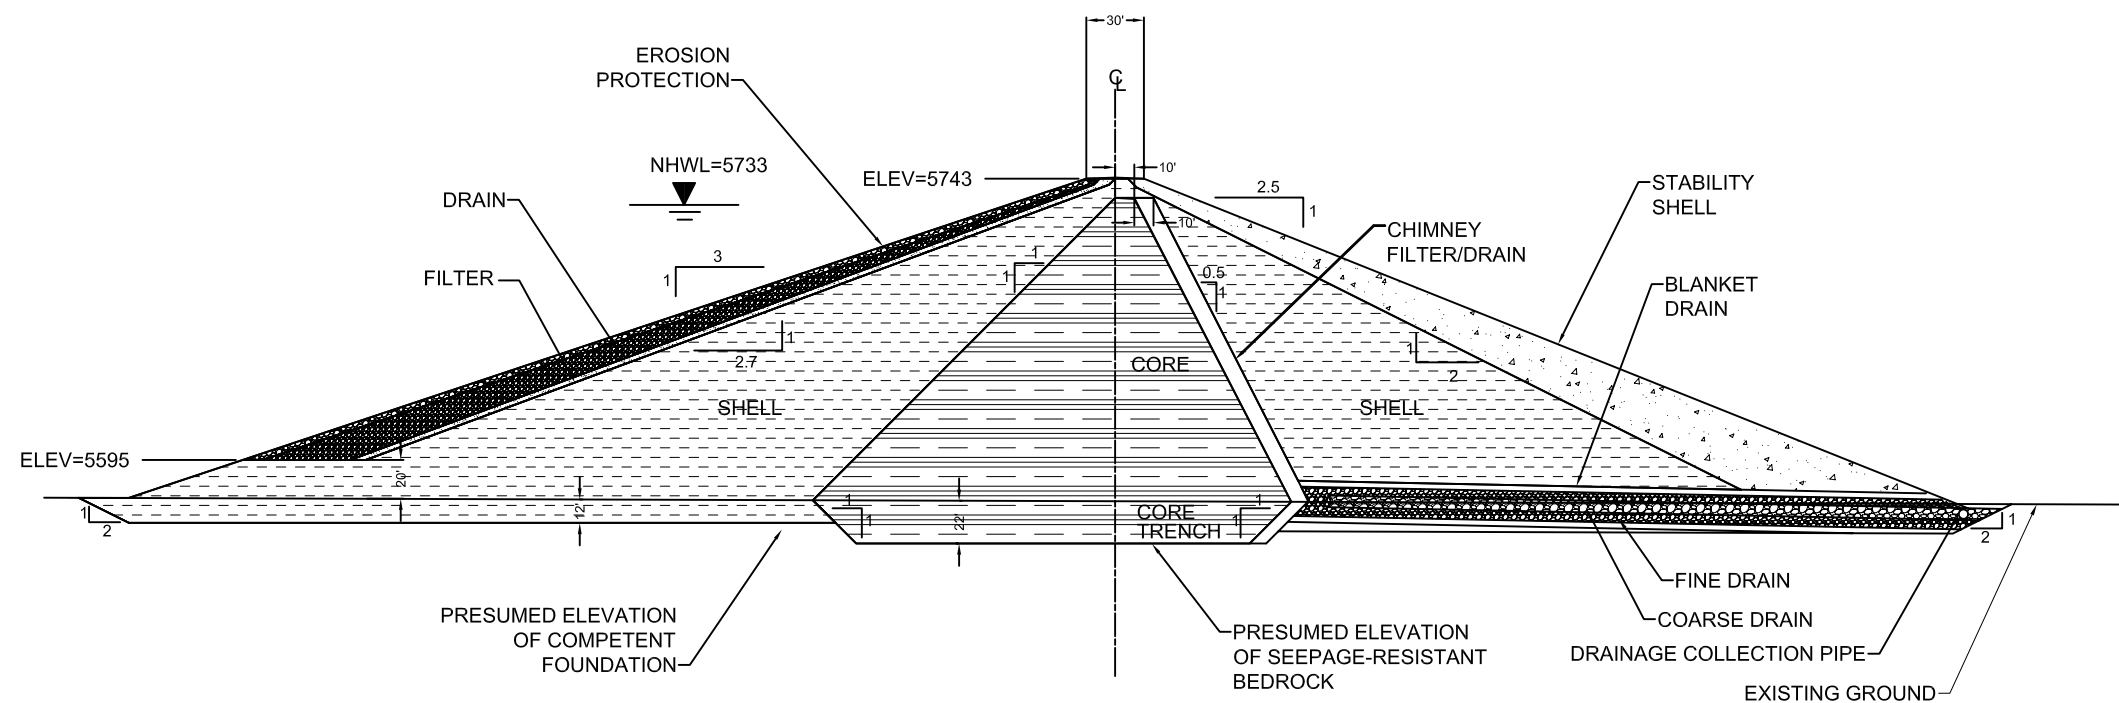 30'
EROSION
PROTECTION
℄
NHWL=5733
ELEV=5743
10'
2.5
1
STABILITY
SHELL
DRAIN
10'
CHIMNEY
FILTER/DRAIN
3
1
1
1
0.5
1
FILTER
BLANKET
DRAIN
1
2.7
1
2
CORE
SHELL
SHELL
ELEV=5595
20'
12'
22'
1
2
1
1
CORE
TRENCH
1
1
1
2
FINE DRAIN
COARSE DRAIN
PRESUMED ELEVATION
OF COMPETENT
FOUNDATION
PRESUMED ELEVATION
OF SEEPAGE-RESISTANT
BEDROCK
DRAINAGE COLLECTION PIPE
EXISTING GROUND